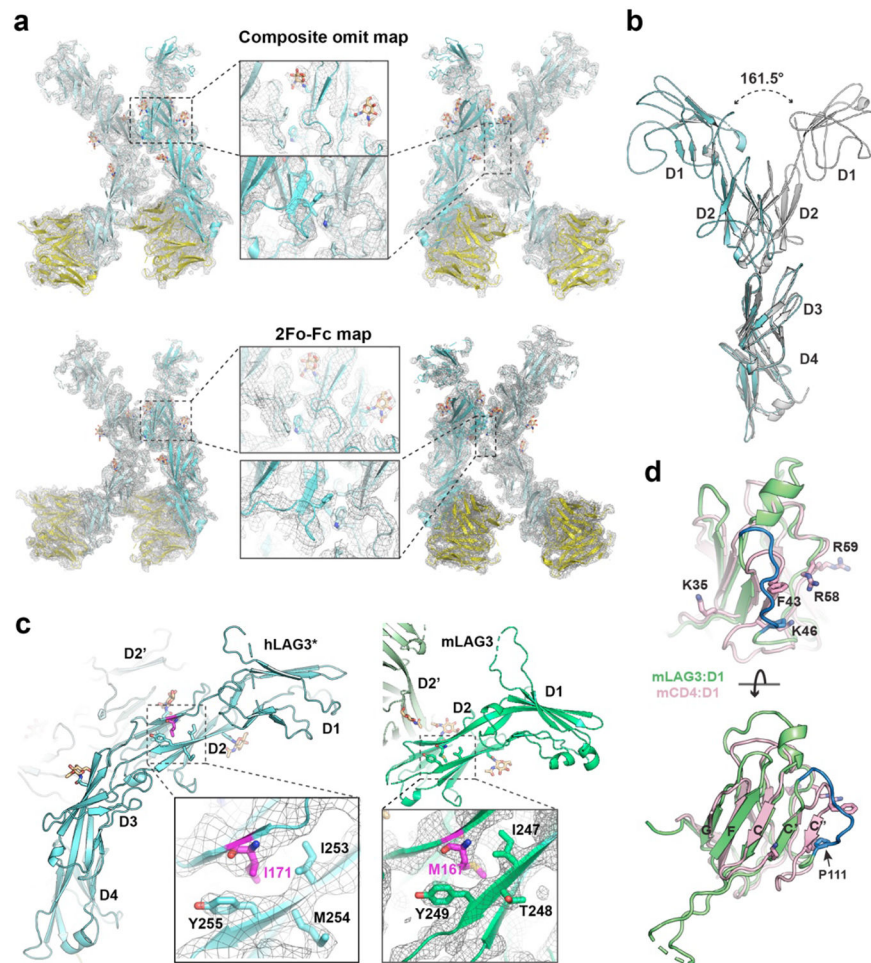 a
Composite omit map
2Fo-Fc map
b
161.5°
D1
D1
D2
D2
D3
D4
c
D2'
hLAG3*
D1
D2
D3
D4
I171
I253
Y255
M254
mLAG3
D2'
D2
D1
I247
M167
Y249
T248
d
R59
K35
F43
R58
K46
mLAG3:D1
mCD4:D1
G F C C' C''
P111